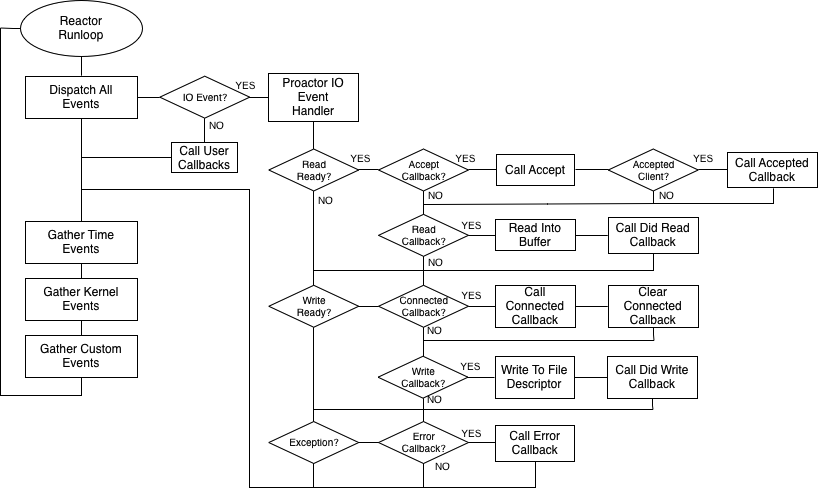 Reactor
Runloop
Dispatch All
Events
IO Event?
YES
Proactor IO
Event
Handler
NO
Call User
Callbacks
Read
Ready?
YES
Accept
Callback?
YES
Call Accept
Accepted
Client?
YES
Call Accepted
Callback
NO
NO
NO
Gather Time
Events
Read
Callback?
YES
Read Into
Buffer
Call Did Read
Callback
NO
Gather Kernel
Events
Write
Ready?
Connected
Callback?
YES
Call
Connected
Callback
Clear
Connected
Callback
NO
Gather Custom
Events
Write
Callback?
YES
Write To File
Descriptor
Call Did Write
Callback
NO
Exception?
Error
Callback?
YES
Call Error
Callback
NO